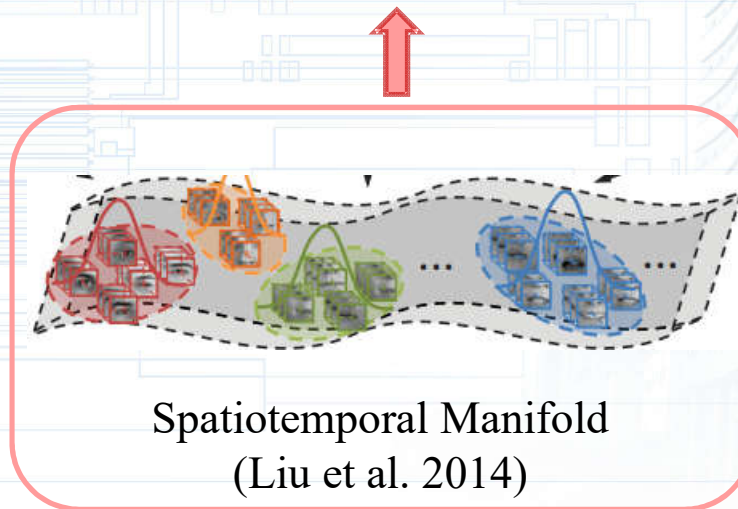 ... ...
Spatiotemporal Manifold
(Liu et al. 2014)